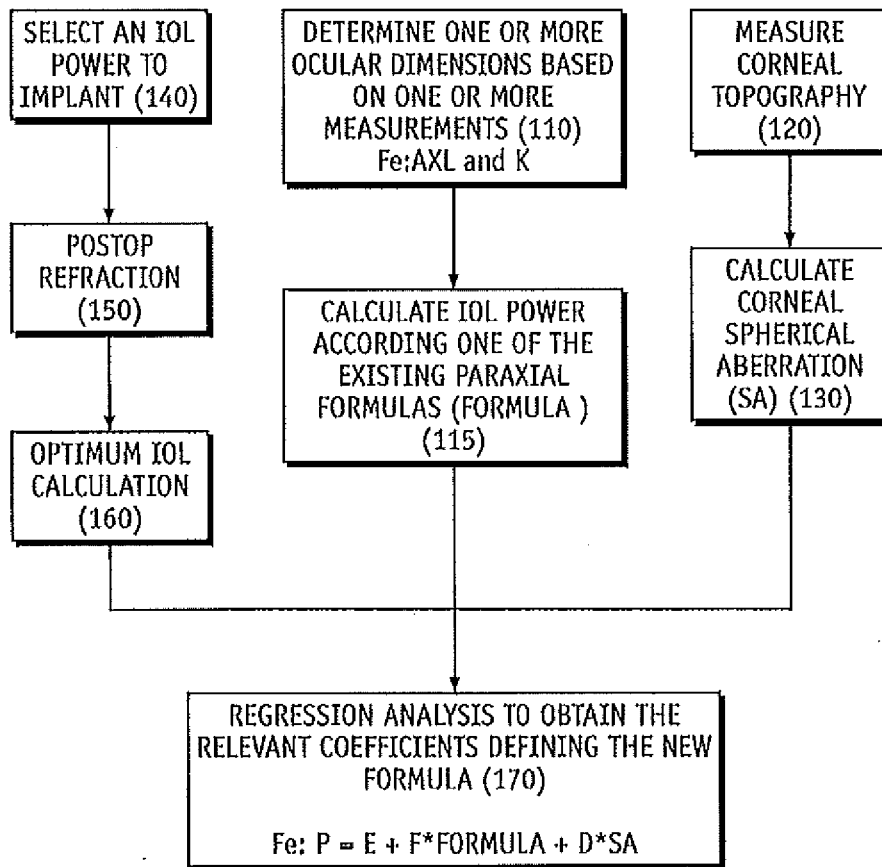 SELECT AN IOL
POWER TO
IMPLANT (140)
POSTOP
REFRACTION
(150)
OPTIMUM IOL
CALCULATION
(160)
DETERMINE ONE OR MORE
OCULAR DIMENSIONS BASED
ON ONE OR MORE
MEASUREMENTS (110)
Fe:AXL and K
CALCULATE IOL POWER
ACCORDING ONE OF THE
EXISTING PARAXIAL
FORMULAS (FORMULA )
(115)
MEASURE
CORNEAL
TOPOGRAPHY
(120)
CALCULATE
CORNEAL
SPHERICAL
ABERRATION
(SA) (130)
REGRESSION ANALYSIS TO OBTAIN THE
RELEVANT COEFFICIENTS DEFINING THE NEW
FORMULA (170)
Fe: P = E + F*FORMULA + D*SA